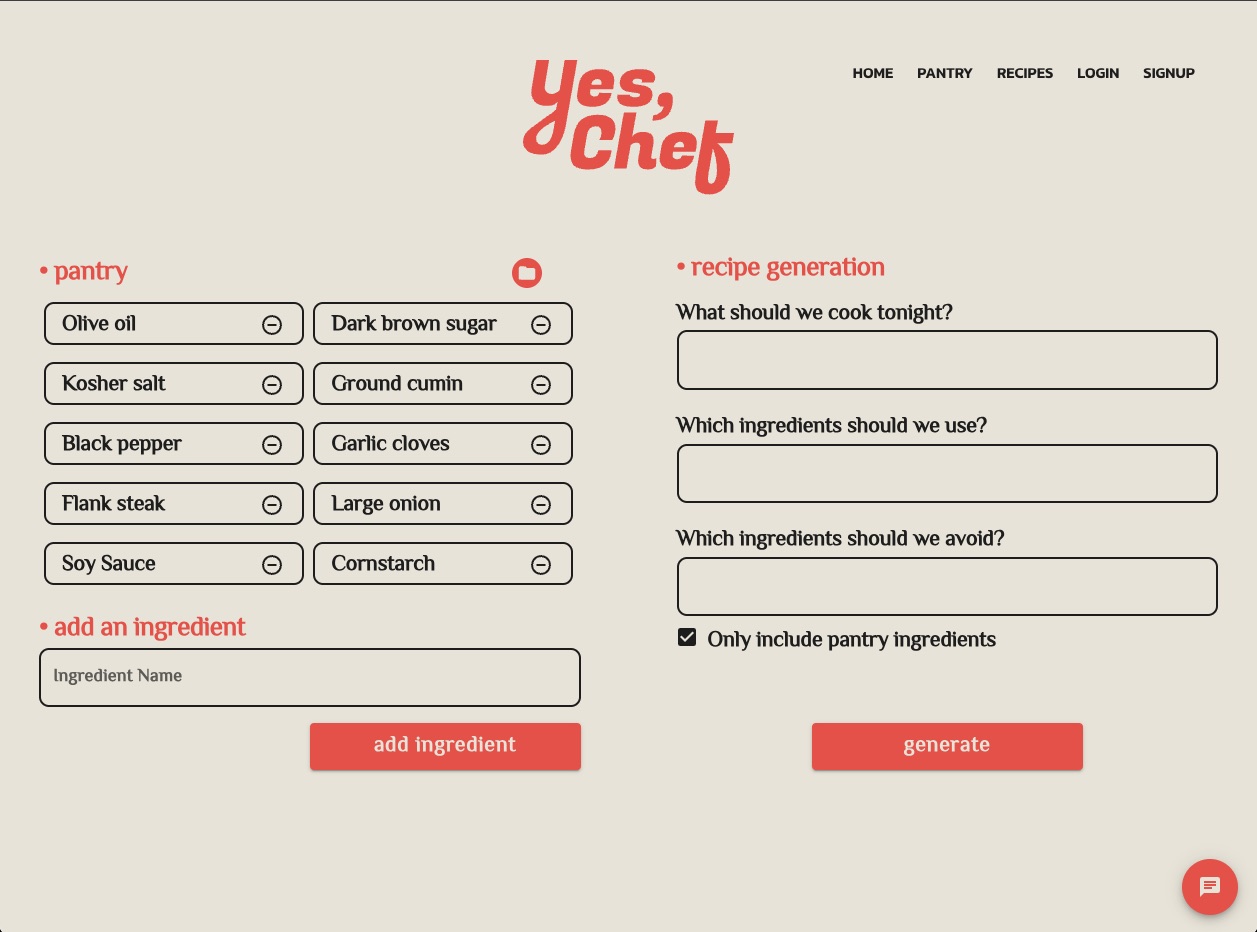 Yes,
Chef
HOME PANTRY RECIPES LOGIN SIGNUP
• pantry
Olive oil
Dark brown sugar
Kosher salt
Ground cumin
Black pepper
Garlic cloves
Flank steak
Large onion
Soy Sauce
Cornstarch
• add an ingredient
Ingredient Name
add ingredient
• recipe generation
What should we cook tonight?
Which ingredients should we use?
Which ingredients should we avoid?
Only include pantry ingredients
generate